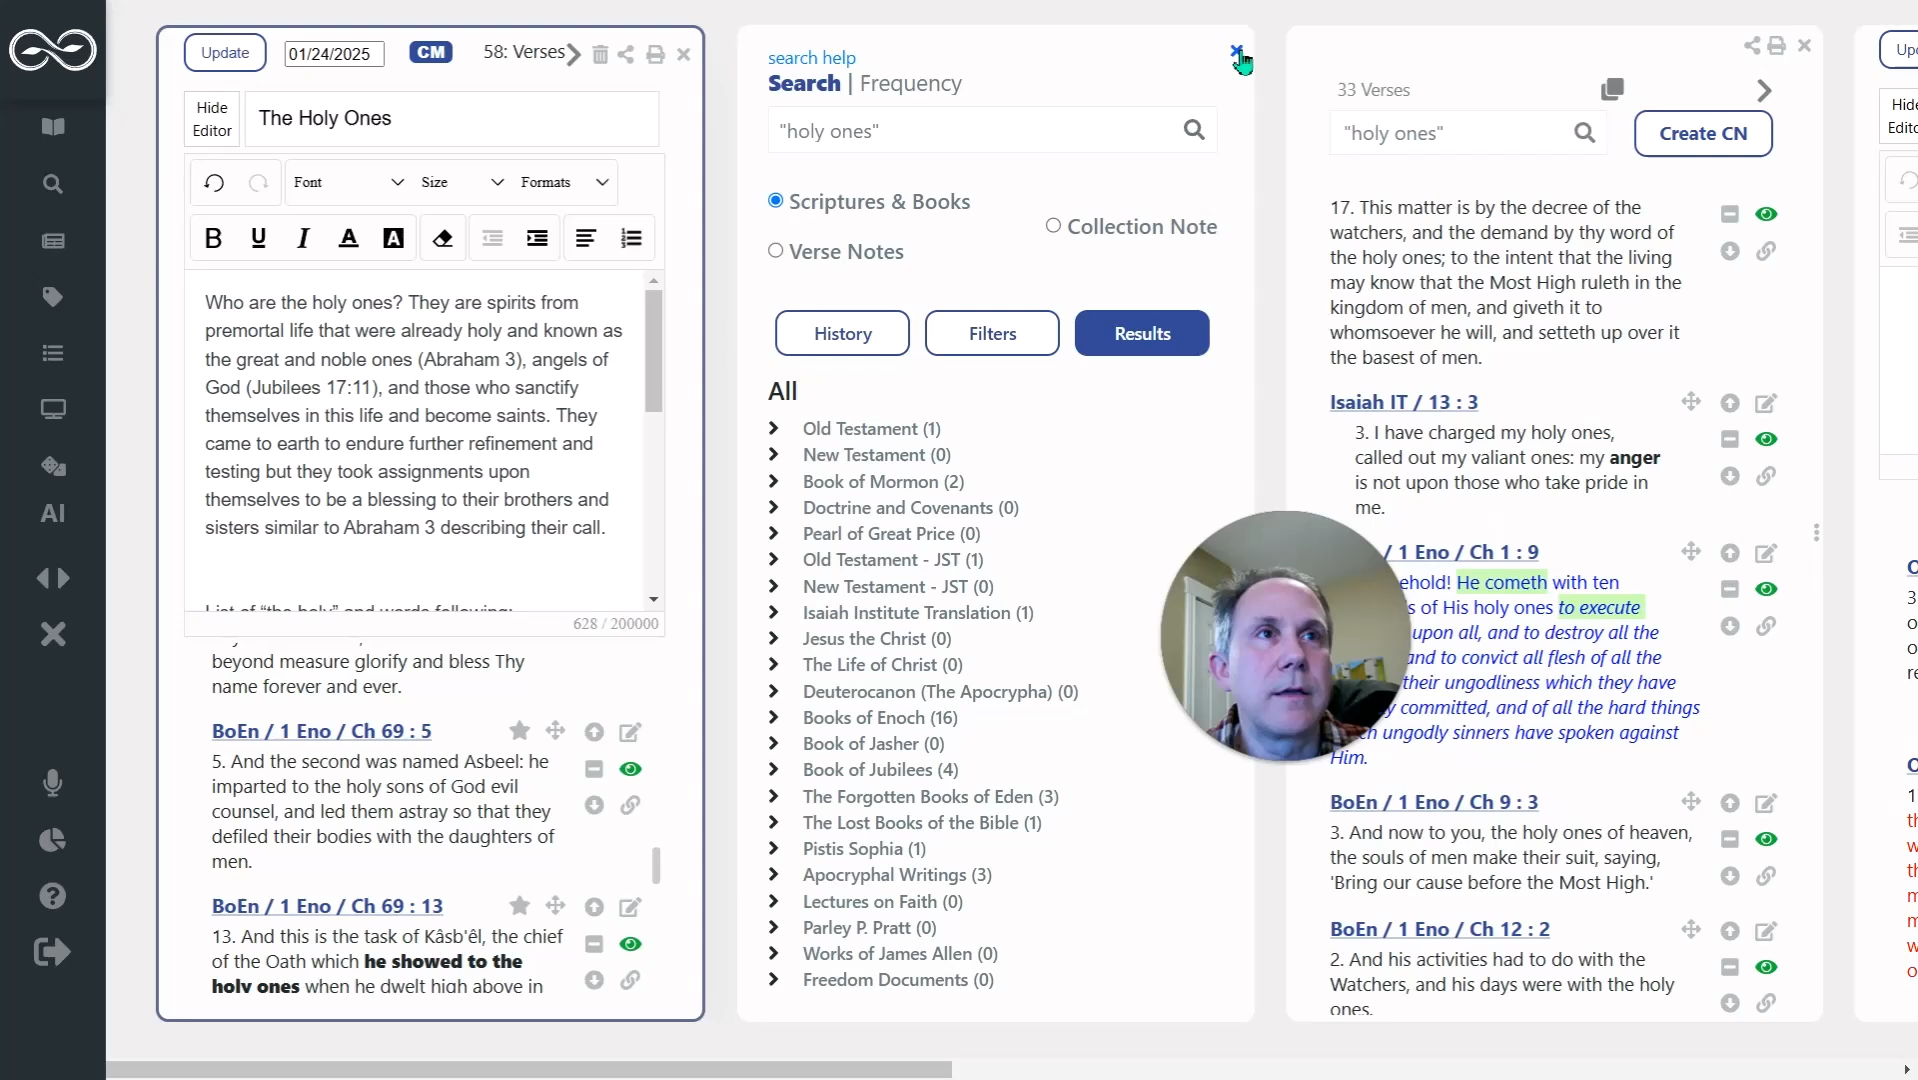 Update
01/24/2025
CM
58: Verses
Hide
Editor
The Holy Ones
Font
Size
Formats
B U I A A
Who are the holy ones? They are spirits from
premortal life that were already holy and known as
the great and noble ones (Abraham 3), angels of
God (Jubilees 17:11), and those who sanctify
themselves in this life and become saints. They
came to earth to endure further refinement and
testing but they took assignments upon
themselves to be a blessing to their brothers and
sisters similar to Abraham 3 describing their call.
List of “the holy” and words following:
628 / 200000
beyond measure glorify and bless Thy
name forever and ever.
BoEn / 1 Eno / Ch 69 : 5
5. And the second was named Asbeel: he
imparted to the holy sons of God evil
counsel, and led them astray so that they
defiled their bodies with the daughters of
men.
BoEn / 1 Eno / Ch 69 : 13
13. And this is the task of Kâsb'êl, the chief
of the Oath which he showed to the
holy ones when he dwelt high above in
AI
search help
Search | Frequency
"holy ones"
Scriptures & Books
Collection Note
Verse Notes
History
Filters
Results
All
Old Testament (1)
New Testament (0)
Book of Mormon (2)
Doctrine and Covenants (0)
Pearl of Great Price (0)
Old Testament - JST (1)
New Testament - JST (0)
Isaiah Institute Translation (1)
Jesus the Christ (0)
The Life of Christ (0)
Deuterocanon (The Apocrypha) (0)
Books of Enoch (16)
Book of Jasher (0)
Book of Jubilees (4)
The Forgotten Books of Eden (3)
The Lost Books of the Bible (1)
Pistis Sophia (1)
Apocryphal Writings (3)
Lectures on Faith (0)
Parley P. Pratt (0)
Works of James Allen (0)
Freedom Documents (0)
33 Verses
"holy ones"
Create CN
17. This matter is by the decree of the
watchers, and the demand by thy word of
the holy ones; to the intent that the living
may know that the Most High ruleth in the
kingdom of men, and giveth it to
whomsoever he will, and setteth up over it
the basest of men.
Isaiah IT / 13 : 3
3. I have charged my holy ones,
called out my valiant ones: my anger
is not upon those who take pride in
me.
/ 1 Eno / Ch 1 : 9
ehold! He cometh with ten
s of His holy ones to execute
upon all, and to destroy all the
and to convict all flesh of all the
their ungodliness which they have
y committed, and of all the hard things
ch ungodly sinners have spoken against
Him.
BoEn / 1 Eno / Ch 9 : 3
3. And now to you, the holy ones of heaven,
the souls of men make their suit, saying,
'Bring our cause before the Most High.'
BoEn / 1 Eno / Ch 12 : 2
2. And his activities had to do with the
Watchers, and his days were with the holy
ones.